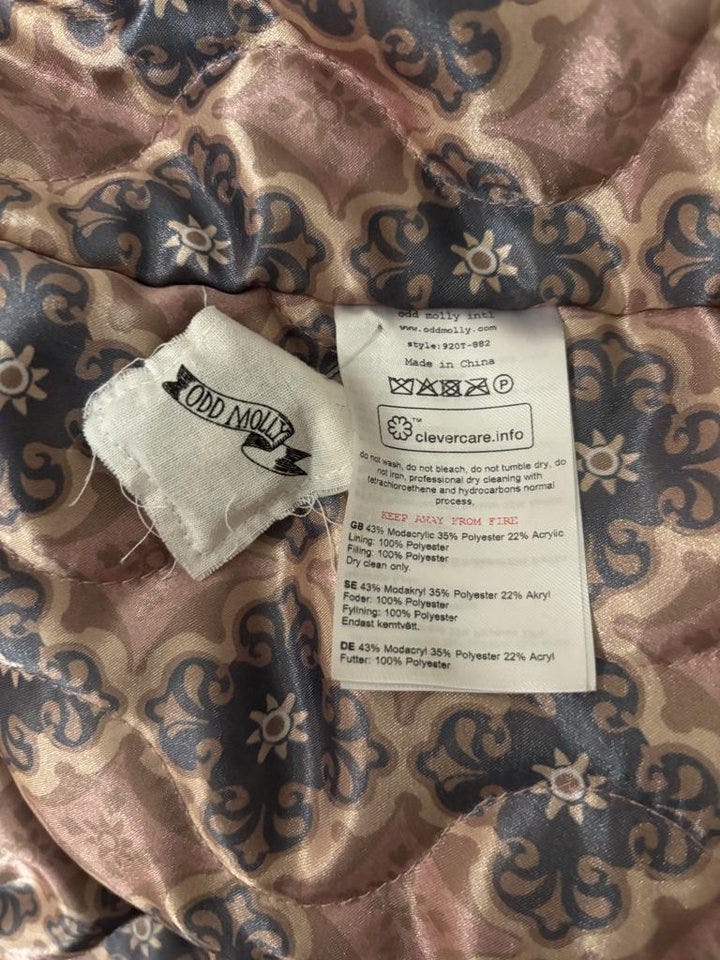 ODD MOLLY
odd molly intl
www.oddmolly.com
style:920T-882
Made in China
P
™
clevercare.info
do not wash, do not bleach, do not tumble dry, do
not iron, professional dry cleaning with
tetrachloroethene and hydrocarbons normal
process.
KEEP AWAY FROM FIRE
GB 43% Modacrylic 35% Polyester 22% Acrylic
Lining: 100% Polyester
Filling: 100% Polyester
Dry clean only.
SE 43% Modakryl 35% Polyester 22% Akryl
Foder: 100% Polyester
Fyllning: 100% Polyester
Endast kemtvätt.
DE 43% Modacryl 35% Polyester 22% Acryl
Futter: 100% Polyester